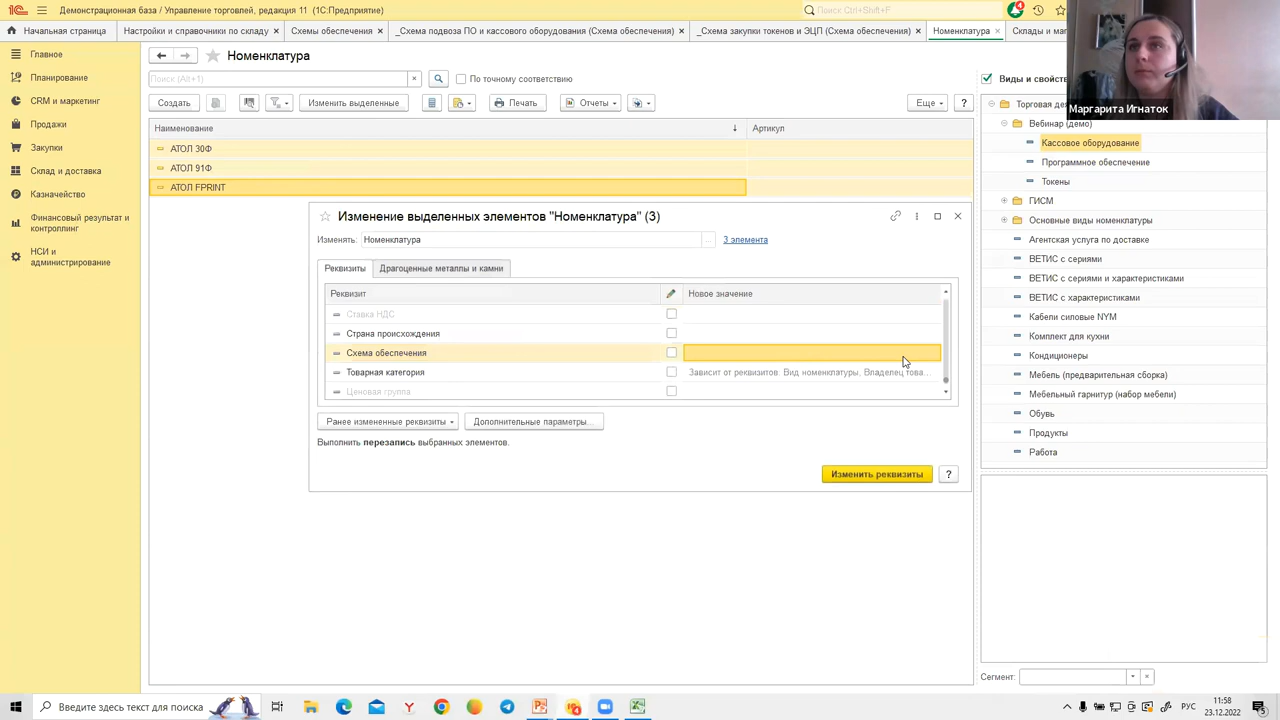 Демонстрационная база / Управление торговлей, редакция 11 (1С:Предприятие)
Поиск Ctrl+Shift+F
4
Начальная страница
Настройки и справочники по складу ×
Схемы обеспечения ×
_Схема подвоза ПО и кассового оборудования (Схема обеспечения) ×
_Схема закупки токенов и ЭЦП (Схема обеспечения) ×
Номенклатура ×
Склады и маг
Маргарита Игнаток
Главное
Планирование
CRM и маркетинг
Продажи
Закупки
Склад и доставка
Казначейство
Финансовый результат и
контроллинг
НСИ и
администрирование
Номенклатура
Поиск (Alt+1)
×
По точному соответствию
Создать
Изменить выделенные
Печать
Отчеты
Еще
?
Наименование
Артикул
АТОЛ 30Ф
АТОЛ 91Ф
АТОЛ FPRINT
Изменение выделенных элементов "Номенклатура" (3)
Изменять:
Номенклатура
...
3 элемента
Реквизиты
Драгоценные металлы и камни
Реквизит
Новое значение
Ставка НДС
Страна происхождения
Схема обеспечения
Товарная категория
Зависит от реквизитов: Вид номенклатуры, Владелец това...
Ценовая группа
Ранее измененные реквизиты
Дополнительные параметры...
Выполнить перезапись выбранных элементов.
Изменить реквизиты
?
Виды и свойств
Торговая дея
Вебинар (демо)
Кассовое оборудование
Программное обеспечение
Токены
ГИСМ
Основные виды номенклатуры
Агентская услуга по доставке
ВЕТИС с сериями
ВЕТИС с сериями и характеристиками
ВЕТИС с характеристиками
Кабели силовые NYM
Комплект для кухни
Кондиционеры
Мебель (предварительная сборка)
Мебельный гарнитур (набор мебели)
Обувь
Продукты
Работа
Сегмент:
×
Введите здесь текст для поиска
РУС
11:58
23.12.2022